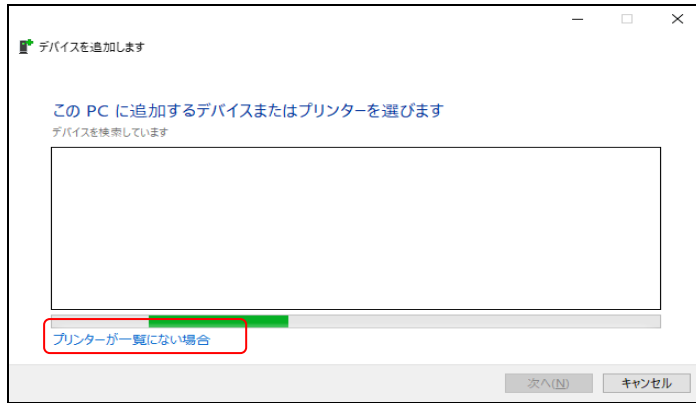 デバイスを追加します
この PC に追加するデバイスまたはプリンターを選びます
デバイスを検索しています
プリンターが一覧にない場合
次へ(N)
キャンセル